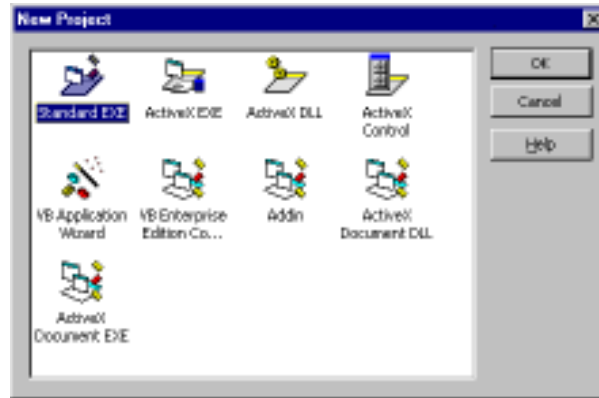 New Project
Standard EXE
ActiveX EXE
ActiveX DLL
ActiveX
Control
OK
Cancel
Help
VB Application
Wizard
VB Enterprise
Edition Co...
Addin
ActiveX
Document DLL
ActiveX
Document EXE